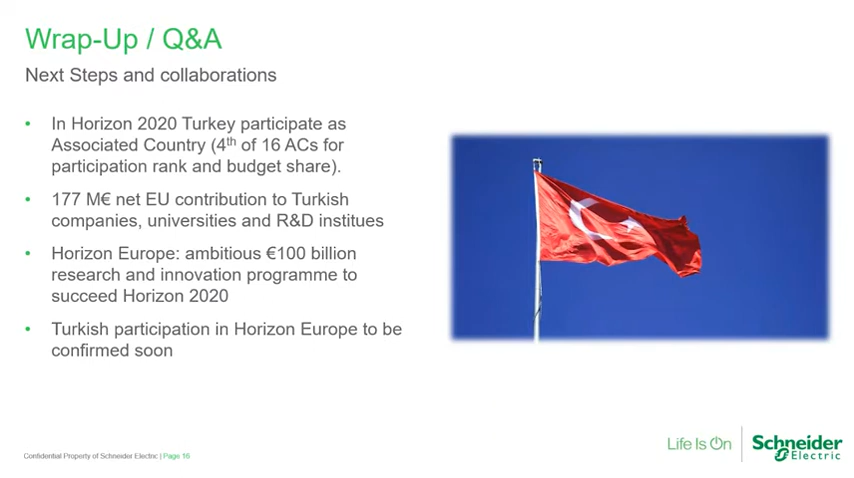 Wrap-Up / Q&A
Next Steps and collaborations
• In Horizon 2020 Turkey participate as
Associated Country (4th of 16 ACs for
participation rank and budget share).
• 177 M€ net EU contribution to Turkish
companies, universities and R&D institues
• Horizon Europe: ambitious €100 billion
research and innovation programme to
succeed Horizon 2020
• Turkish participation in Horizon Europe to be
confirmed soon
Confidential Property of Schneider Electric | Page 16
Life Is On
Schneider
Electric